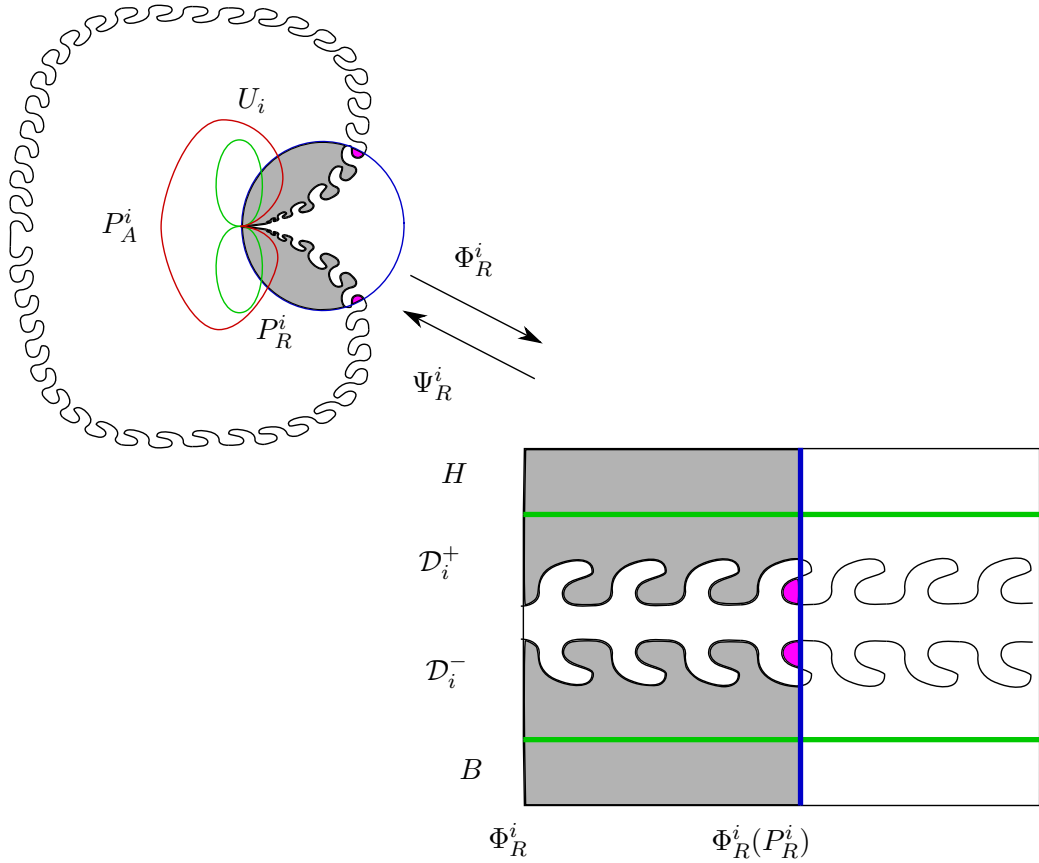 U_i
P_A^i
P_R^i
Φ_R^i
Ψ_R^i
H
𝒟_i^+
𝒟_i^-
B
Φ_R^i
Φ_R^i(P_R^i)